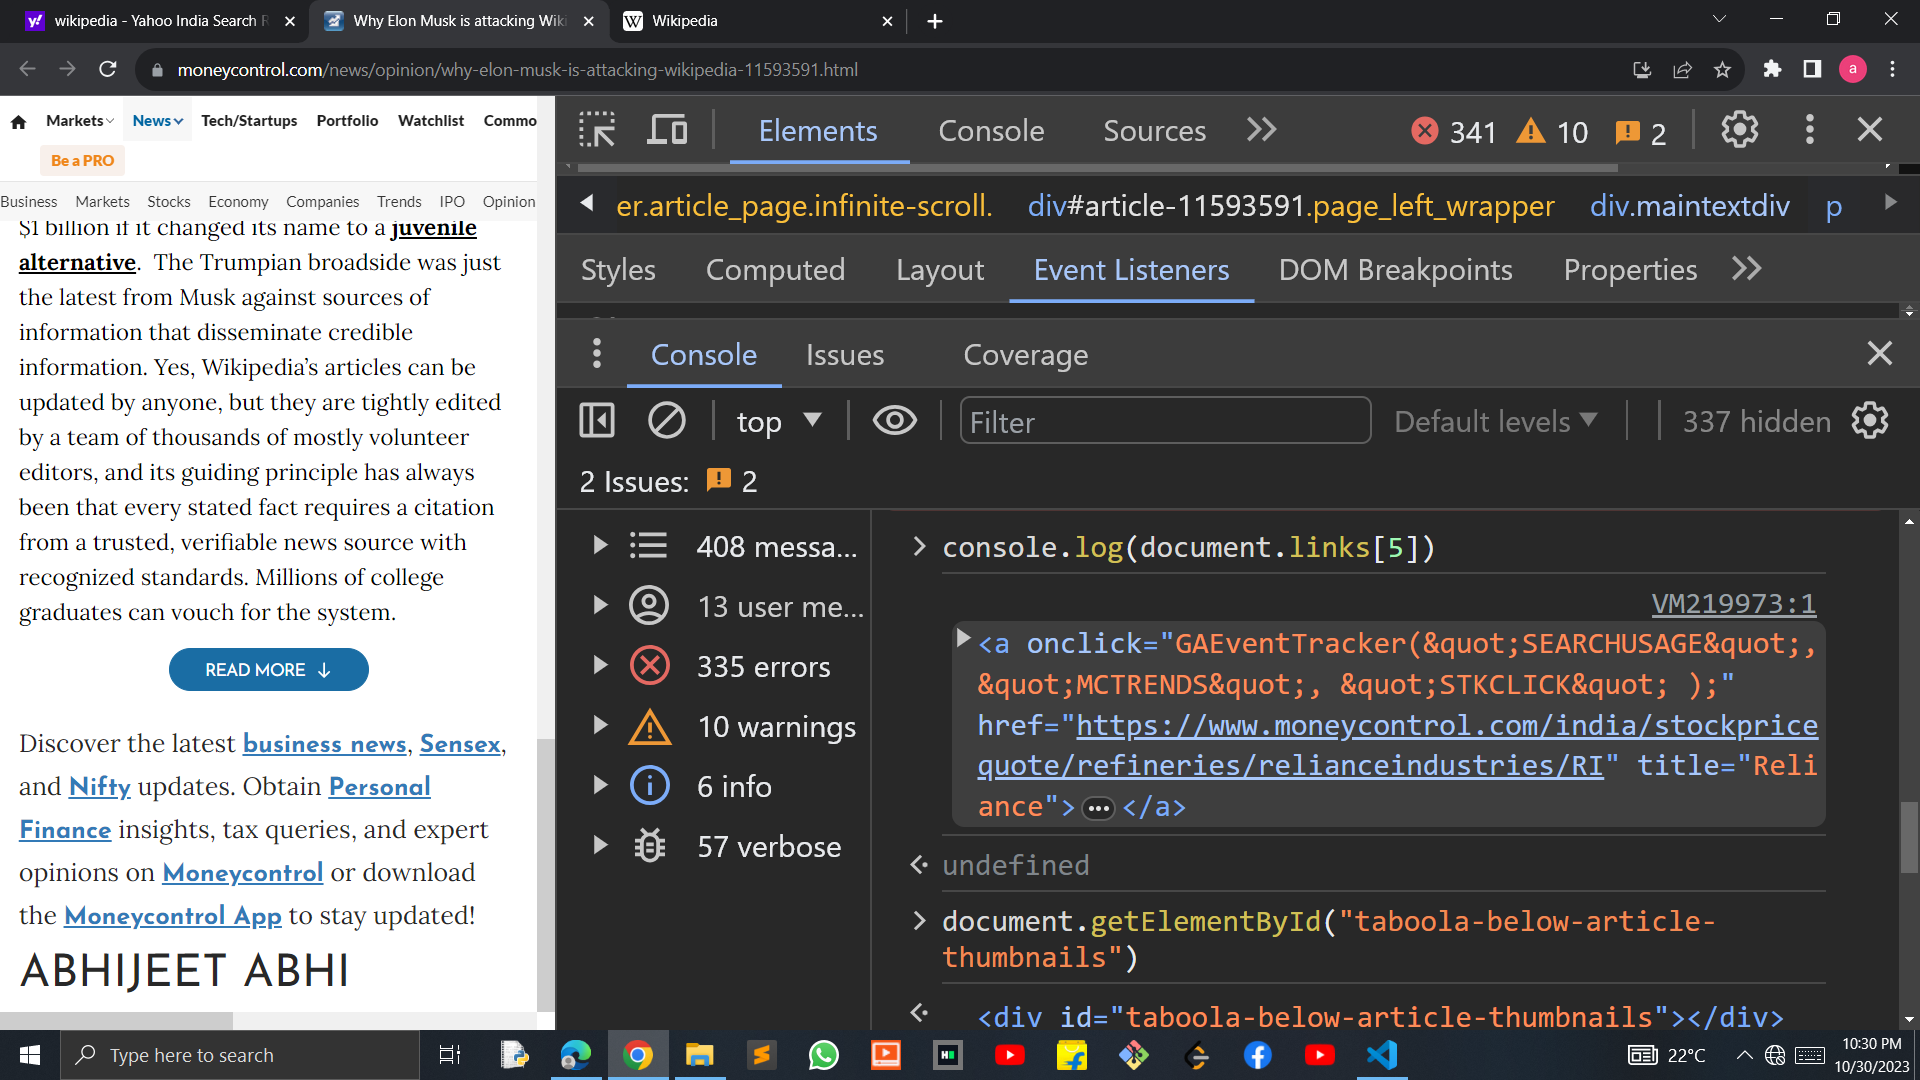 wikipedia - Yahoo India Search R
Why Elon Musk is attacking Wiki
Wikipedia
moneycontrol.com/news/opinion/why-elon-musk-is-attacking-wikipedia-11593591.html
a
Markets News Tech/Startups Portfolio Watchlist Commo
Be a PRO
Business Markets Stocks Economy Companies Trends IPO Opinion
$1 billion if it changed its name to a juvenile
alternative.  The Trumpian broadside was just
the latest from Musk against sources of
information that disseminate credible
information. Yes, Wikipedia’s articles can be
updated by anyone, but they are tightly edited
by a team of thousands of mostly volunteer
editors, and its guiding principle has always
been that every stated fact requires a citation
from a trusted, verifiable news source with
recognized standards. Millions of college
graduates can vouch for the system.
READ MORE ↓
Discover the latest business news, Sensex,
and Nifty updates. Obtain Personal
Finance insights, tax queries, and expert
opinions on Moneycontrol or download
the Moneycontrol App to stay updated!
ABHIJEET ABHI
Elements Console Sources 341 10 2
er.article_page.infinite-scroll. div#article-11593591.page_left_wrapper div.maintextdiv p
Styles Computed Layout Event Listeners DOM Breakpoints Properties
Console Issues Coverage
top Filter Default levels 337 hidden
2 Issues: 2
408 messa...
13 user me...
335 errors
10 warnings
6 info
57 verbose
console.log(document.links[5])
VM219973:1
<a onclick="GAEventTracker(&quot;SEARCHUSAGE&quot;,
&quot;MCTRENDS&quot;, &quot;STKCLICK&quot; );"
href="https://www.moneycontrol.com/india/stockprice
quote/refineries/relianceindustries/RI" title="Reli
ance">…</a>
undefined
document.getElementById("taboola-below-article-
thumbnails")
<div id="taboola-below-article-thumbnails"></div>
Type here to search
22°C
10:30 PM
10/30/2023